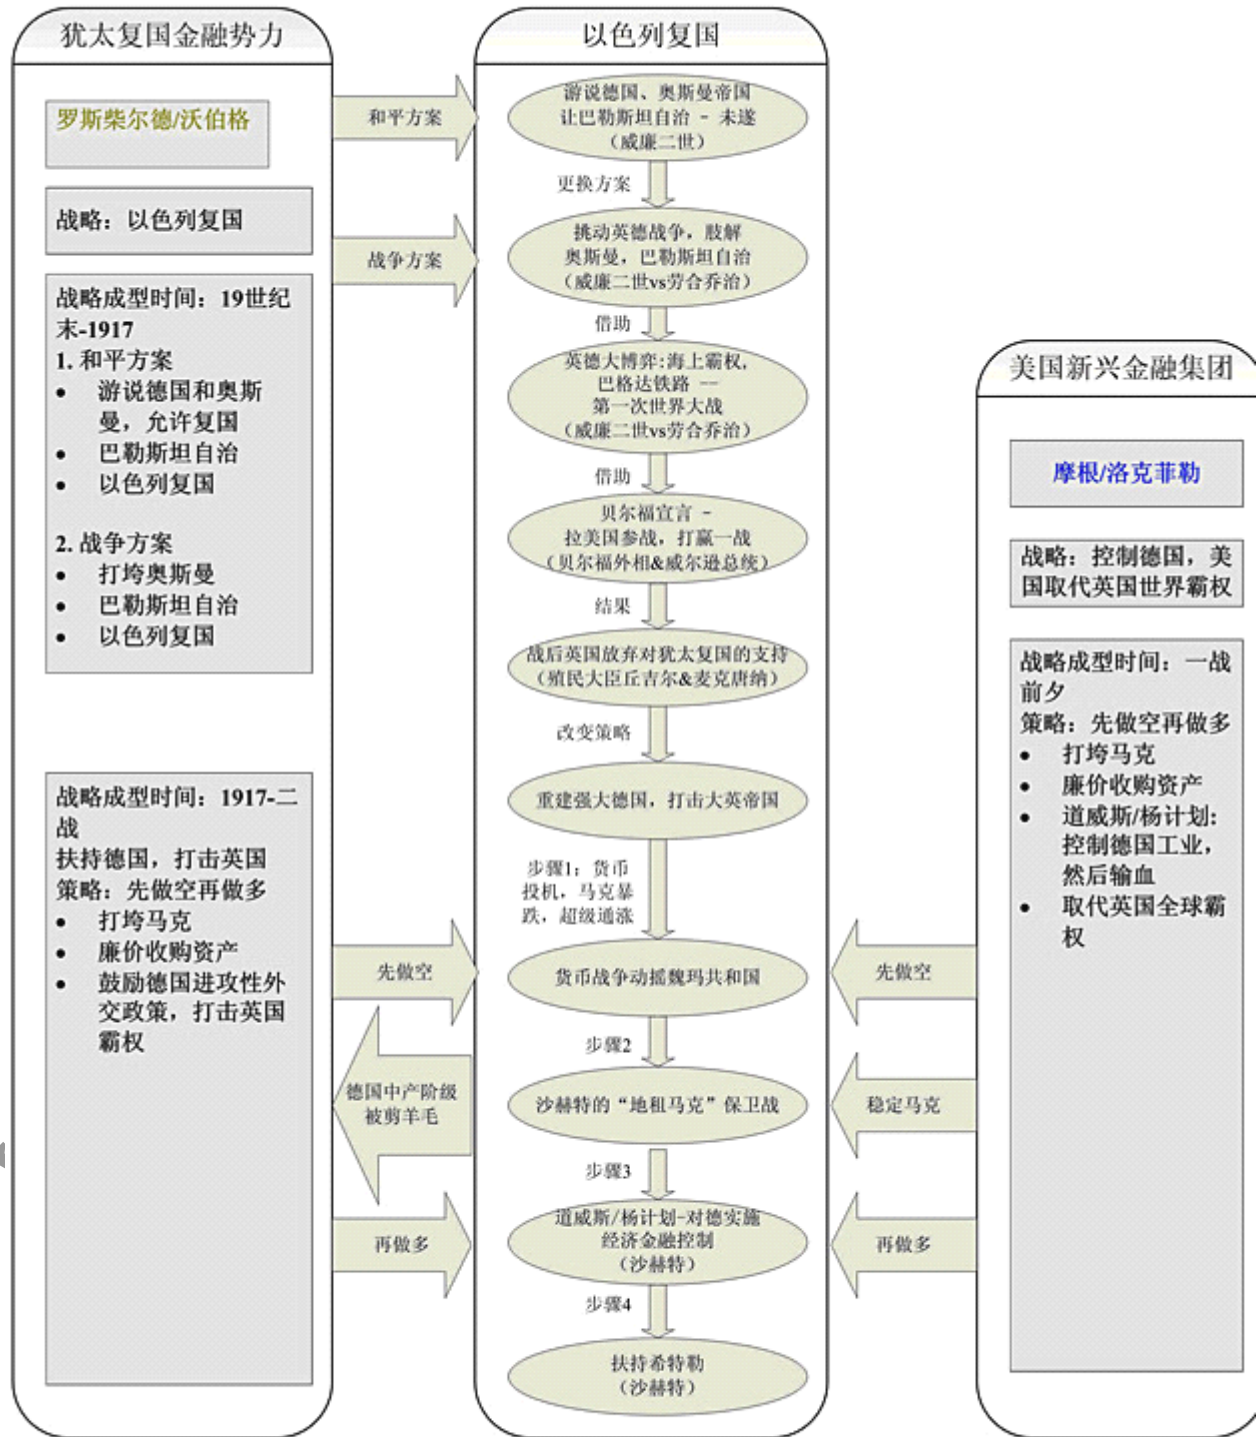 犹太复国金融势力
罗斯柴尔德/沃伯格
战略：以色列复国
战略成型时间：19世纪
末-1917
1. 和平方案
• 游说德国和奥斯
曼，允许复国
• 巴勒斯坦自治
• 以色列复国
2. 战争方案
• 打垮奥斯曼
• 巴勒斯坦自治
• 以色列复国
战略成型时间：1917-二
战
扶持德国，打击英国
策略：先做空再做多
• 打垮马克
• 廉价收购资产
• 鼓励德国进攻性外
交政策，打击英国
霸权
和平方案
战争方案
先做空
德国中产阶级
被剪羊毛
再做多
以色列复国
游说德国、奥斯曼帝国
让巴勒斯坦自治 - 未遂
（威廉二世）
更换方案
挑动英德战争，肢解
奥斯曼，巴勒斯坦自治
（威廉二世vs劳合乔治）
借助
英德大博弈:海上霸权,
巴格达铁路 --
第一次世界大战
（威廉二世vs劳合乔治）
借助
贝尔福宣言 -
拉美国参战，打赢一战
（贝尔福外相&威尔逊总统）
结果
战后英国放弃对犹太复国的支持
（殖民大臣丘吉尔&麦克唐纳）
改变策略
重建强大德国，打击大英帝国
步骤1：货币
投机，马克暴
跌，超级通涨
货币战争动摇魏玛共和国
步骤2
沙赫特的“地租马克”保卫战
步骤3
道威斯/杨计划-对德实施
经济金融控制
（沙赫特）
步骤4
扶持希特勒
（沙赫特）
先做空
稳定马克
再做多
美国新兴金融集团
摩根/洛克菲勒
战略：控制德国，美
国取代英国世界霸权
战略成型时间：一战
前夕
策略：先做空再做多
• 打垮马克
• 廉价收购资产
• 道威斯/杨计划:
控制德国工业，
然后输血
• 取代英国全球霸
权